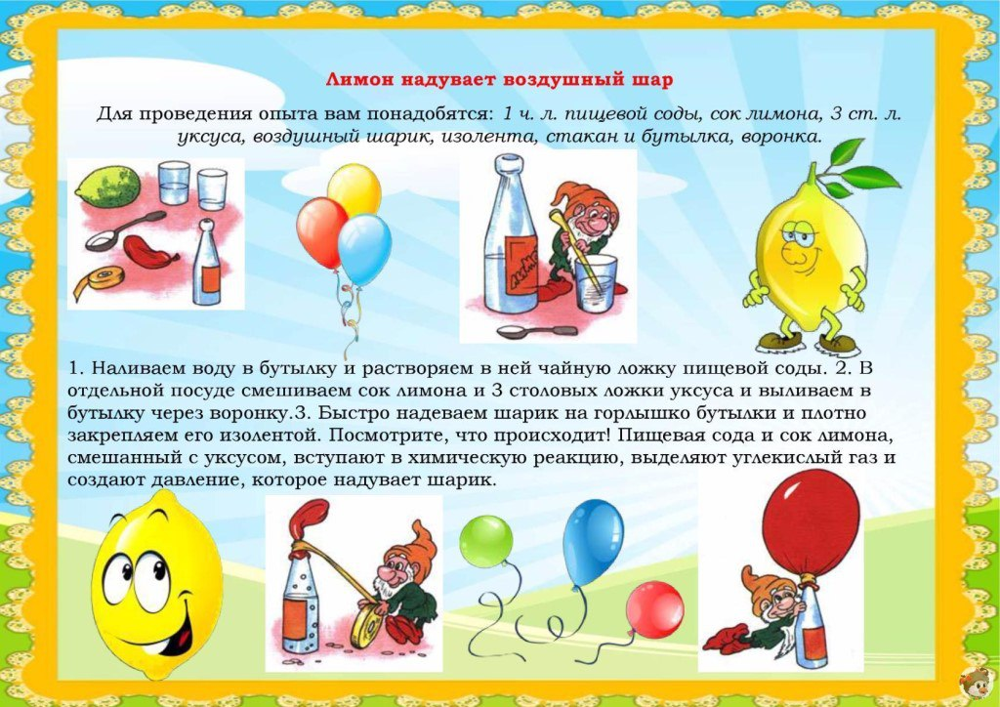 Лимон надувает воздушный шар
Для проведения опыта вам понадобятся: 1 ч. л. пищевой соды, сок лимона, 3 ст. л.
уксуса, воздушный шарик, изолента, стакан и бутылка, воронка.
1. Наливаем воду в бутылку и растворяем в ней чайную ложку пищевой соды. 2. В
отдельной посуде смешиваем сок лимона и 3 столовых ложки уксуса и выливаем в
бутылку через воронку.3. Быстро надеваем шарик на горлышко бутылки и плотно
закрепляем его изолентой. Посмотрите, что происходит! Пищевая сода и сок лимона,
смешанный с уксусом, вступают в химическую реакцию, выделяют углекислый газ и
создают давление, которое надувает шарик.